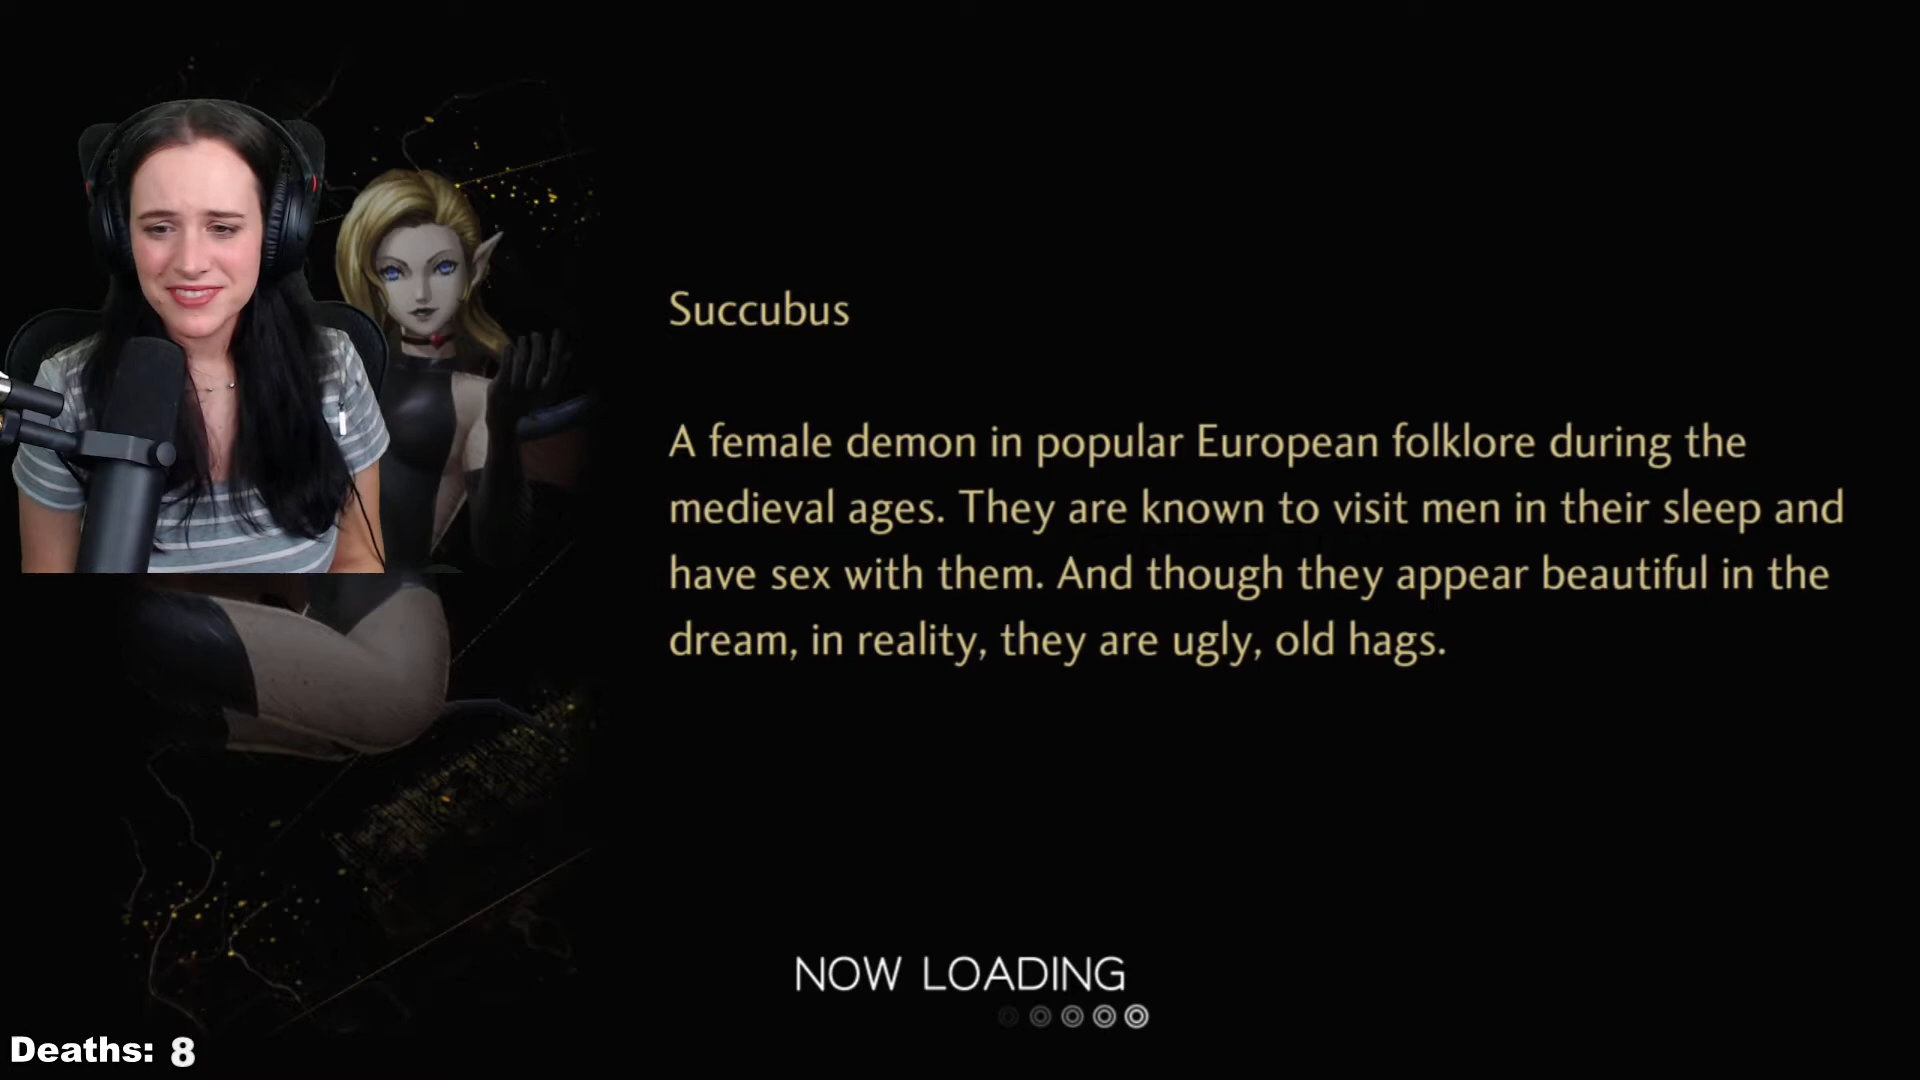 Succubus
A female demon in popular European folklore during the
medieval ages. They are known to visit men in their sleep and
have sex with them. And though they appear beautiful in the
dream, in reality, they are ugly, old hags.
NOW LOADING
Deaths: 8